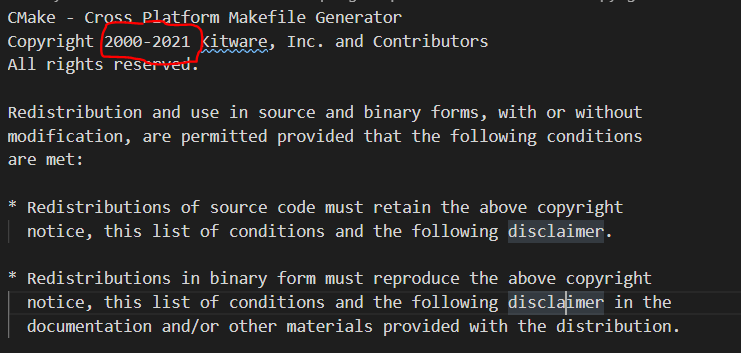 CMake - Cross Platform Makefile Generator
Copyright 2000-2021 Kitware, Inc. and Contributors
All rights reserved.
Redistribution and use in source and binary forms, with or without
modification, are permitted provided that the following conditions
are met:
* Redistributions of source code must retain the above copyright
notice, this list of conditions and the following disclaimer.
* Redistributions in binary form must reproduce the above copyright
notice, this list of conditions and the following disclaimer in the
documentation and/or other materials provided with the distribution.